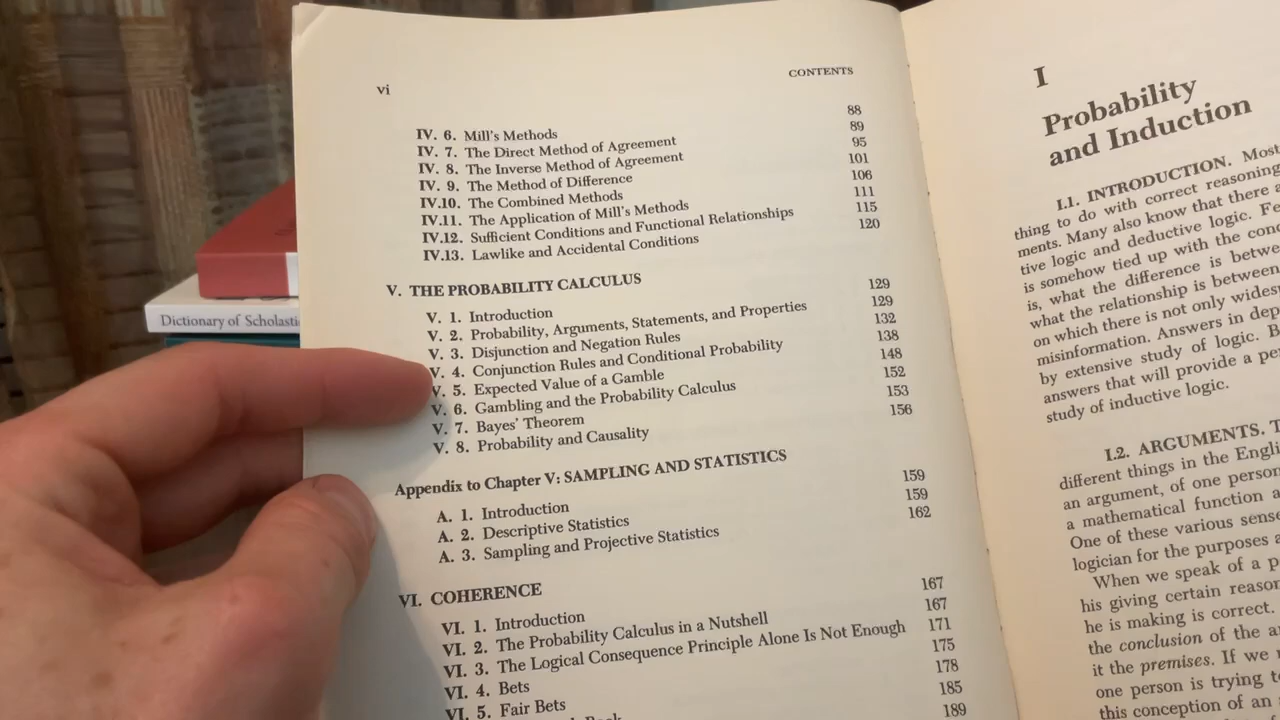 vi
CONTENTS
IV. 6. Mill's Methods 88
IV. 7. The Direct Method of Agreement 89
IV. 8. The Inverse Method of Agreement 95
IV. 9. The Method of Difference 101
IV.10. The Combined Methods 106
IV.11. The Application of Mill's Methods 111
IV.12. Sufficient Conditions and Functional Relationships 115
IV.13. Lawlike and Accidental Conditions 120
V. THE PROBABILITY CALCULUS
V. 1. Introduction 129
V. 2. Probability, Arguments, Statements, and Properties 129
V. 3. Disjunction and Negation Rules 132
V. 4. Conjunction Rules and Conditional Probability 138
V. 5. Expected Value of a Gamble 148
V. 6. Gambling and the Probability Calculus 152
V. 7. Bayes' Theorem 153
V. 8. Probability and Causality 156
Appendix to Chapter V: SAMPLING AND STATISTICS
A. 1. Introduction 159
A. 2. Descriptive Statistics 159
A. 3. Sampling and Projective Statistics 162
VI. COHERENCE
VI. 1. Introduction 167
VI. 2. The Probability Calculus in a Nutshell 167
VI. 3. The Logical Consequence Principle Alone Is Not Enough 171
VI. 4. Bets 175
VI. 5. Fair Bets 178
185
189
I
Probability
and Induction
I.1. INTRODUCTION. Most
thing to do with correct reasoning
ments. Many also know that there
tive logic and deductive logic.
is somehow tied up with the
is, what the difference is
what the relationship is between
on which there is not only
misinformation. Answers in
by extensive study of logic.
answers that will provide a
study of inductive logic.
I.2. ARGUMENTS.
different things in the
an argument, of one person
a mathematical function
One of these various
logician for the purposes
When we speak of a
his giving certain
he is making is correct.
the conclusion of the
it the premises. If we
one person is trying
this conception of an
Dictionary of